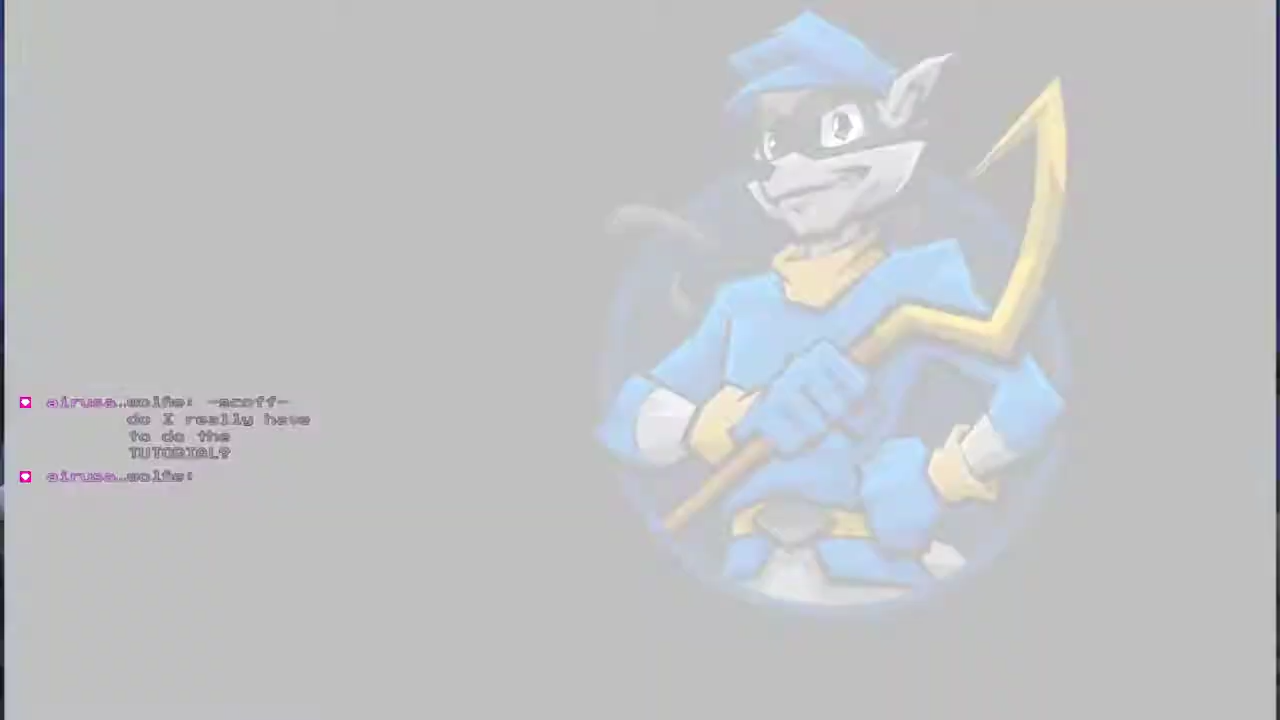 airusa_wolfe: -scoff-
do I really have
to do the
TUTORIAL?
airusa_wolfe: